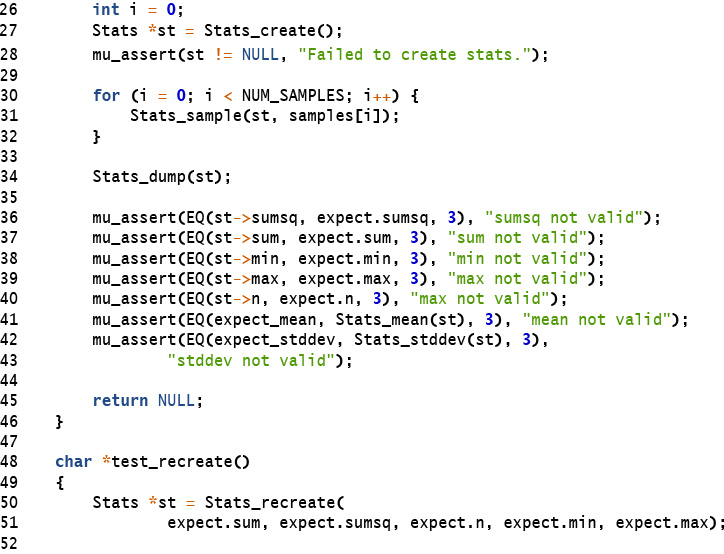 26        int i = 0;
27        Stats *st = Stats_create();
28        mu_assert(st != NULL, "Failed to create stats.");
29
30        for (i = 0; i < NUM_SAMPLES; i++) {
31            Stats_sample(st, samples[i]);
32        }
33
34        Stats_dump(st);
35
36        mu_assert(EQ(st->sumsq, expect.sumsq, 3), "sumsq not valid");
37        mu_assert(EQ(st->sum, expect.sum, 3), "sum not valid");
38        mu_assert(EQ(st->min, expect.min, 3), "min not valid");
39        mu_assert(EQ(st->max, expect.max, 3), "max not valid");
40        mu_assert(EQ(st->n, expect.n, 3), "max not valid");
41        mu_assert(EQ(expect_mean, Stats_mean(st), 3), "mean not valid");
42        mu_assert(EQ(expect_stddev, Stats_stddev(st), 3),
43                "stddev not valid");
44
45        return NULL;
46    }
47
48    char *test_recreate()
49    {
50        Stats *st = Stats_recreate(
51                expect.sum, expect.sumsq, expect.n, expect.min, expect.max);
52